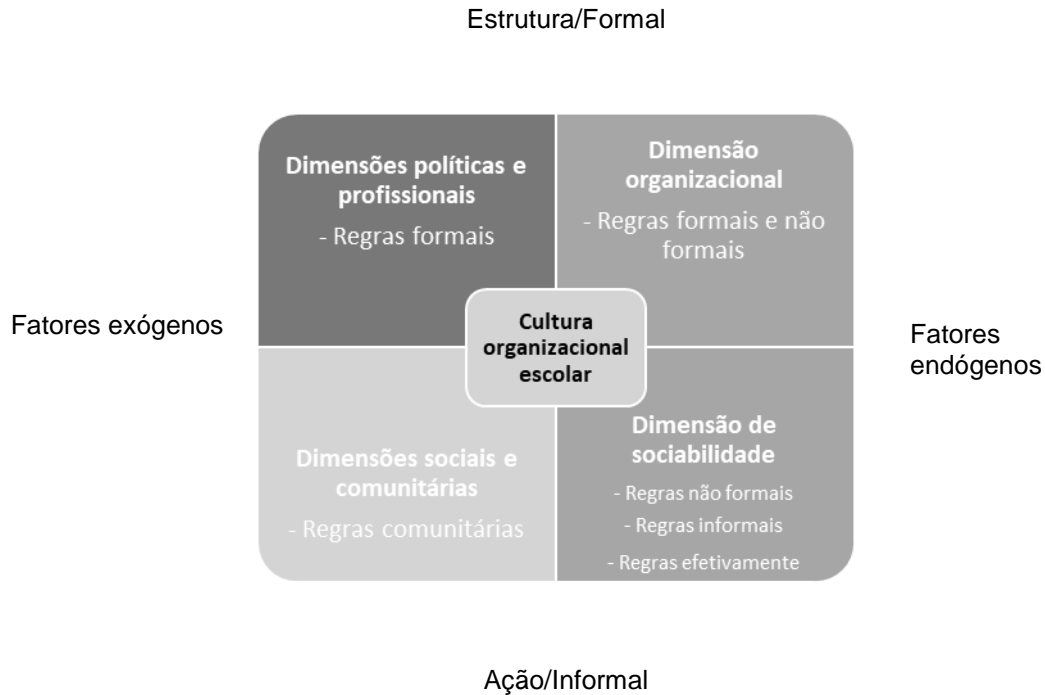 Estrutura/Formal
Dimensões políticas e
profissionais
- Regras formais
Dimensão
organizacional
- Regras formais e não
formais
Fatores exógenos
Cultura
organizacional
escolar
Fatores
endógenos
Dimensões sociais e
comunitárias
- Regras comunitárias
Dimensão de
sociabilidade
- Regras não formais
- Regras informais
- Regras efetivamente
Ação/Informal